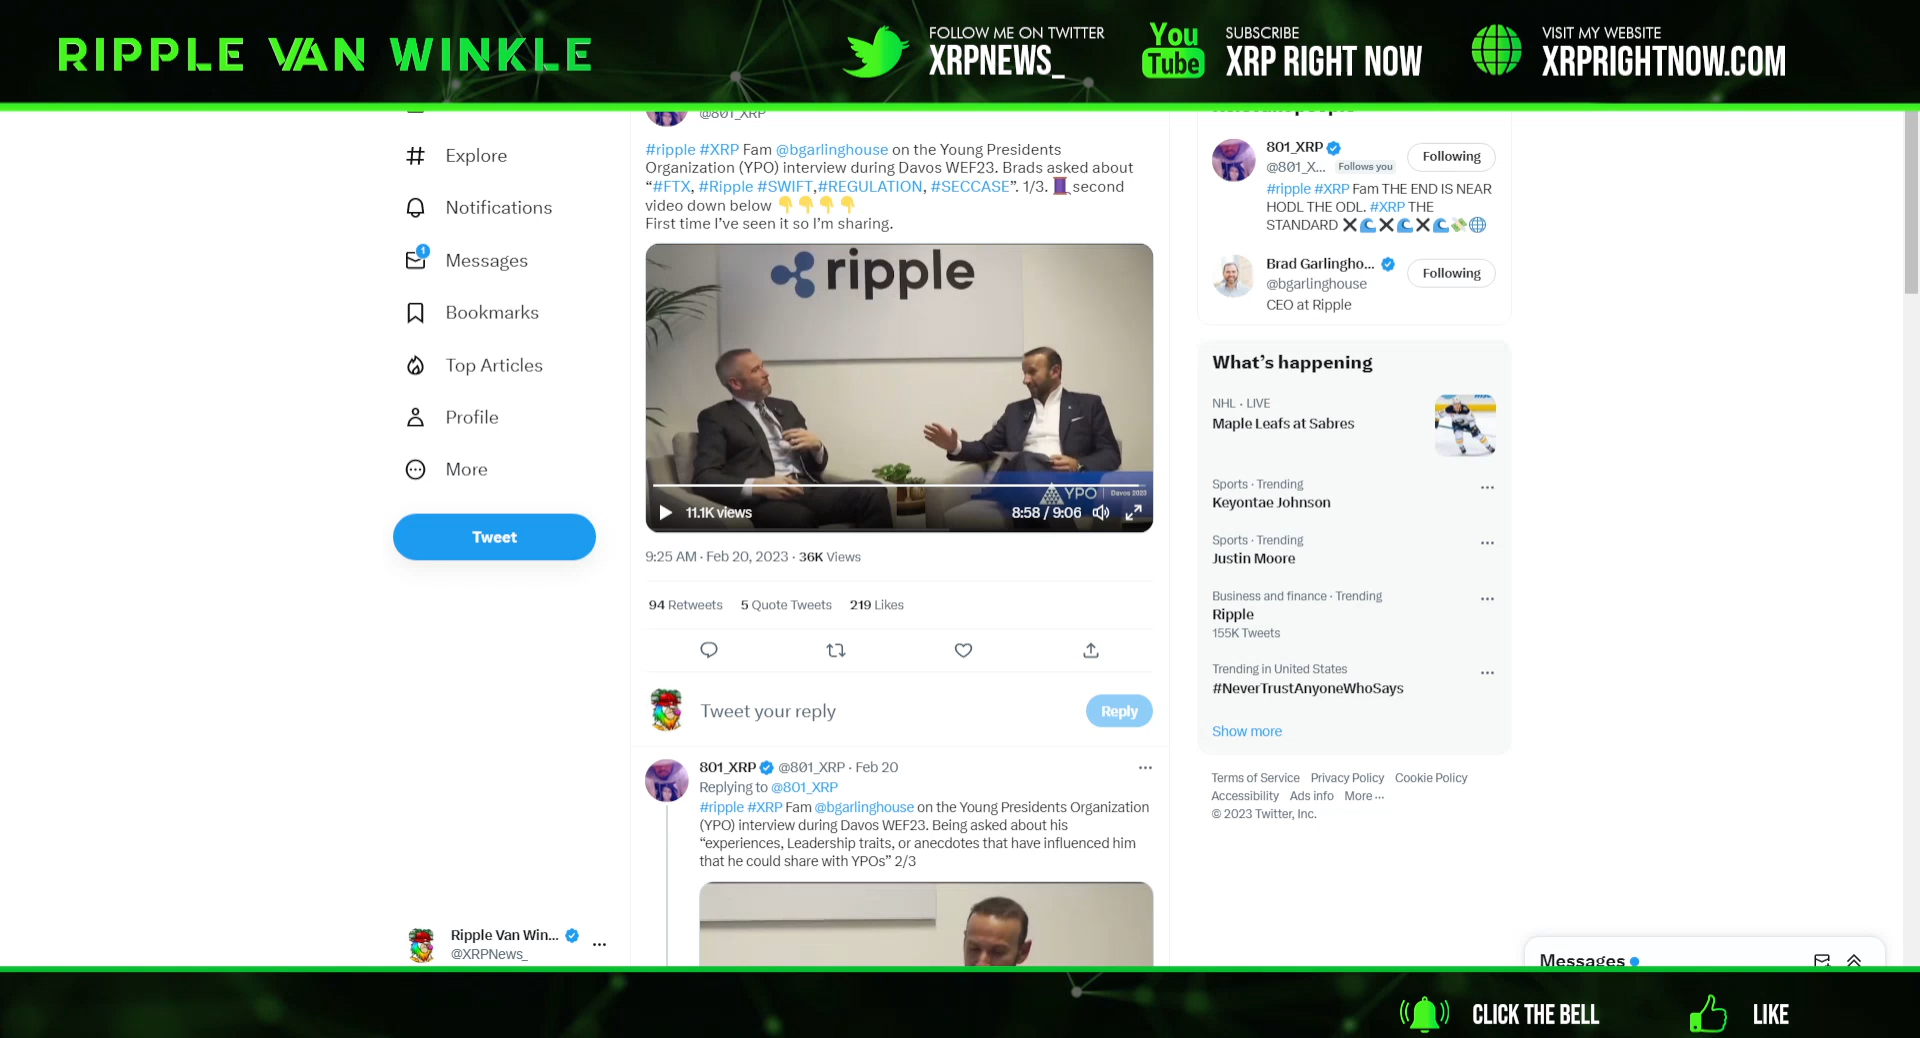 RIPPLE VAN WINKLE
FOLLOW ME ON TWITTER
XRPNEWS_
You
Tube
SUBSCRIBE
XRP RIGHT NOW
VISIT MY WEBSITE
XRPRIGHTNOW.COM
Explore
Notifications
1
Messages
Bookmarks
Top Articles
Profile
More
Tweet
Ripple Van Win...
@XRPNews_
@801_XRP
#ripple #XRP Fam @bgarlinghouse on the Young Presidents
Organization (YPO) interview during Davos WEF23. Brads asked about
“#FTX, #Ripple #SWIFT,#REGULATION, #SECCASE”. 1/3. 🧵second
video down below 👇👇👇👇
First time I’ve seen it so I’m sharing.
ripple
YPO | Davos 2023
11.1K views
8:58 / 9:06
9:25 AM · Feb 20, 2023 · 36K Views
94 Retweets 5 Quote Tweets 219 Likes
Tweet your reply
Reply
801_XRP @801_XRP · Feb 20
Replying to @801_XRP
#ripple #XRP Fam @bgarlinghouse on the Young Presidents Organization
(YPO) interview during Davos WEF23. Being asked about his
“experiences, Leadership traits, or anecdotes that have influenced him
that he could share with YPOs” 2/3
801_XRP
@801_X... Follows you
Following
#ripple #XRP Fam THE END IS NEAR
HODL THE ODL. #XRP THE
STANDARD ❌🌊❌🌊❌🌊💸🌐
Brad Garlingho...
@bgarlinghouse
Following
CEO at Ripple
What’s happening
NHL · LIVE
Maple Leafs at Sabres
Sports · Trending
Keyontae Johnson
Sports · Trending
Justin Moore
Business and finance · Trending
Ripple
155K Tweets
Trending in United States
#NeverTrustAnyoneWhoSays
Show more
Terms of Service Privacy Policy Cookie Policy
Accessibility Ads info More ...
© 2023 Twitter, Inc.
Messages
CLICK THE BELL
LIKE